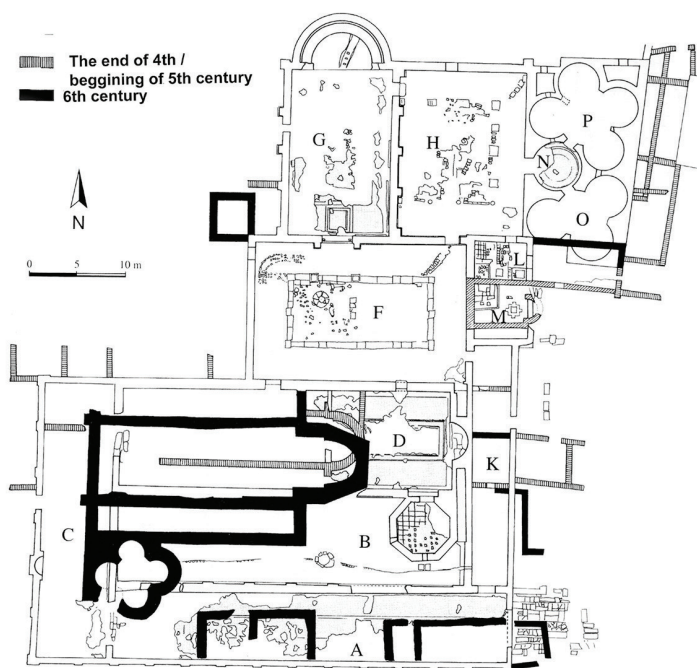 The end of 4th /
beggining of 5th century
6th century
N
0 5 10 m
G
H
P
N
O
L
M
F
D
K
C
B
A